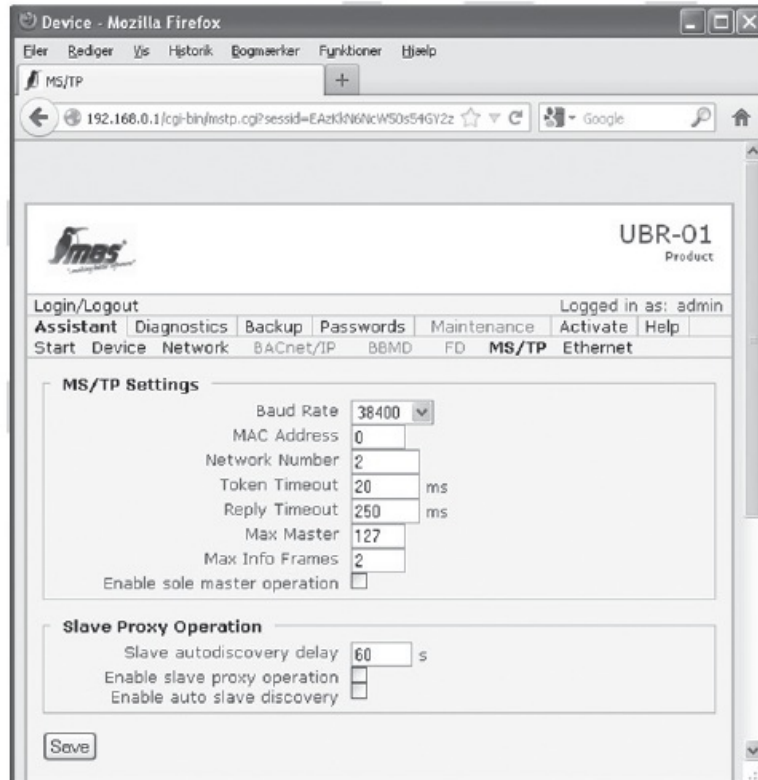 Device - Mozilla Firefox
Filer Rediger Vis Historik Bogmærker Funktioner Hjælp
MS/TP +
192.168.0.1/cgi-bin/mstp.cgi?sessid= Google
MBS
UBR-01
Product
Login/Logout Logged in as: admin
Assistant Diagnostics Backup Passwords Maintenance Activate Help
Start Device Network BACnet/IP BBMD FD MS/TP Ethernet
MS/TP Settings
Baud Rate 38400
MAC Address 0
Network Number 2
Token Timeout 20 ms
Reply Timeout 250 ms
Max Master 127
Max Info Frames 2
Enable sole master operation
Slave Proxy Operation
Slave autodiscovery delay 60 s
Enable slave proxy operation
Enable auto slave discovery
Save